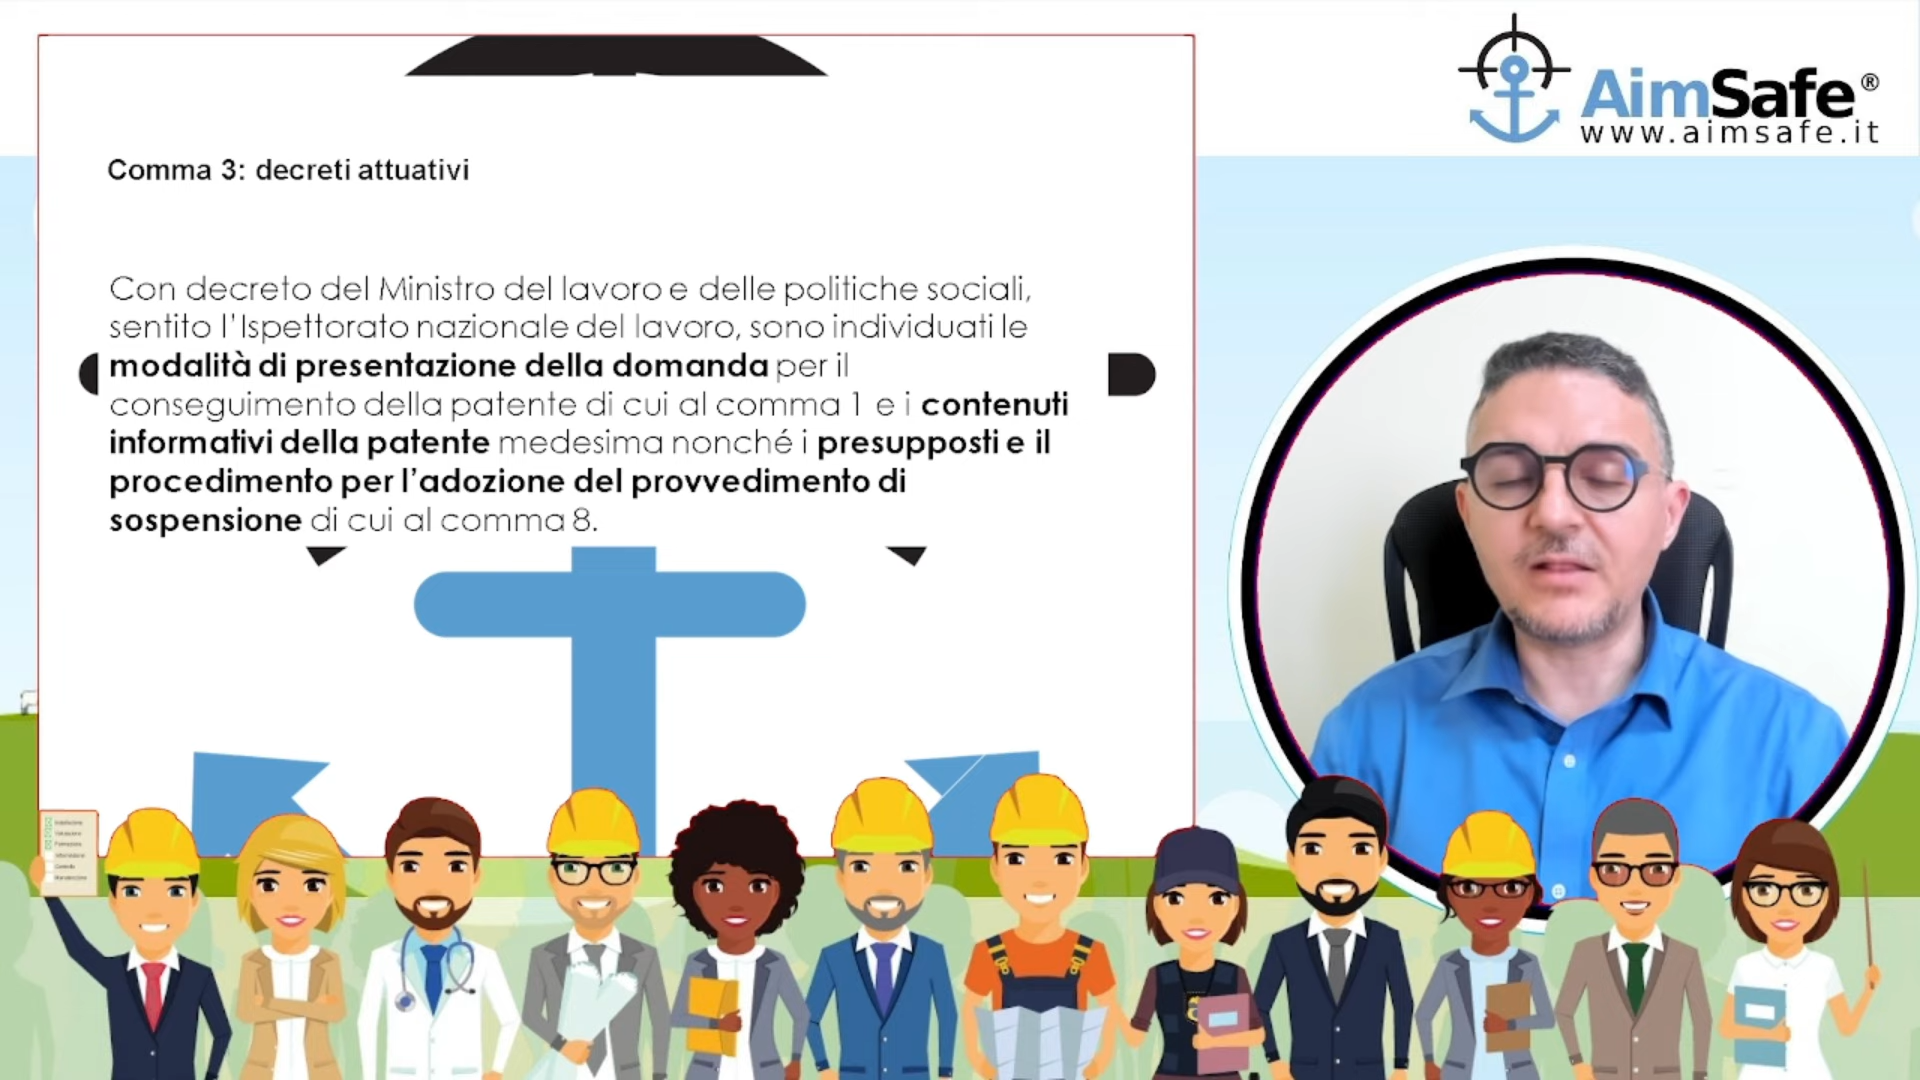 AimSafe®
www.aimsafe.it
Comma 3: decreti attuativi
Con decreto del Ministro del lavoro e delle politiche sociali,
sentito l’Ispettorato nazionale del lavoro, sono individuati le
modalità di presentazione della domanda per il
conseguimento della patente di cui al comma 1 e i contenuti
informativi della patente medesima nonché i presupposti e il
procedimento per l’adozione del provvedimento di
sospensione di cui al comma 8.